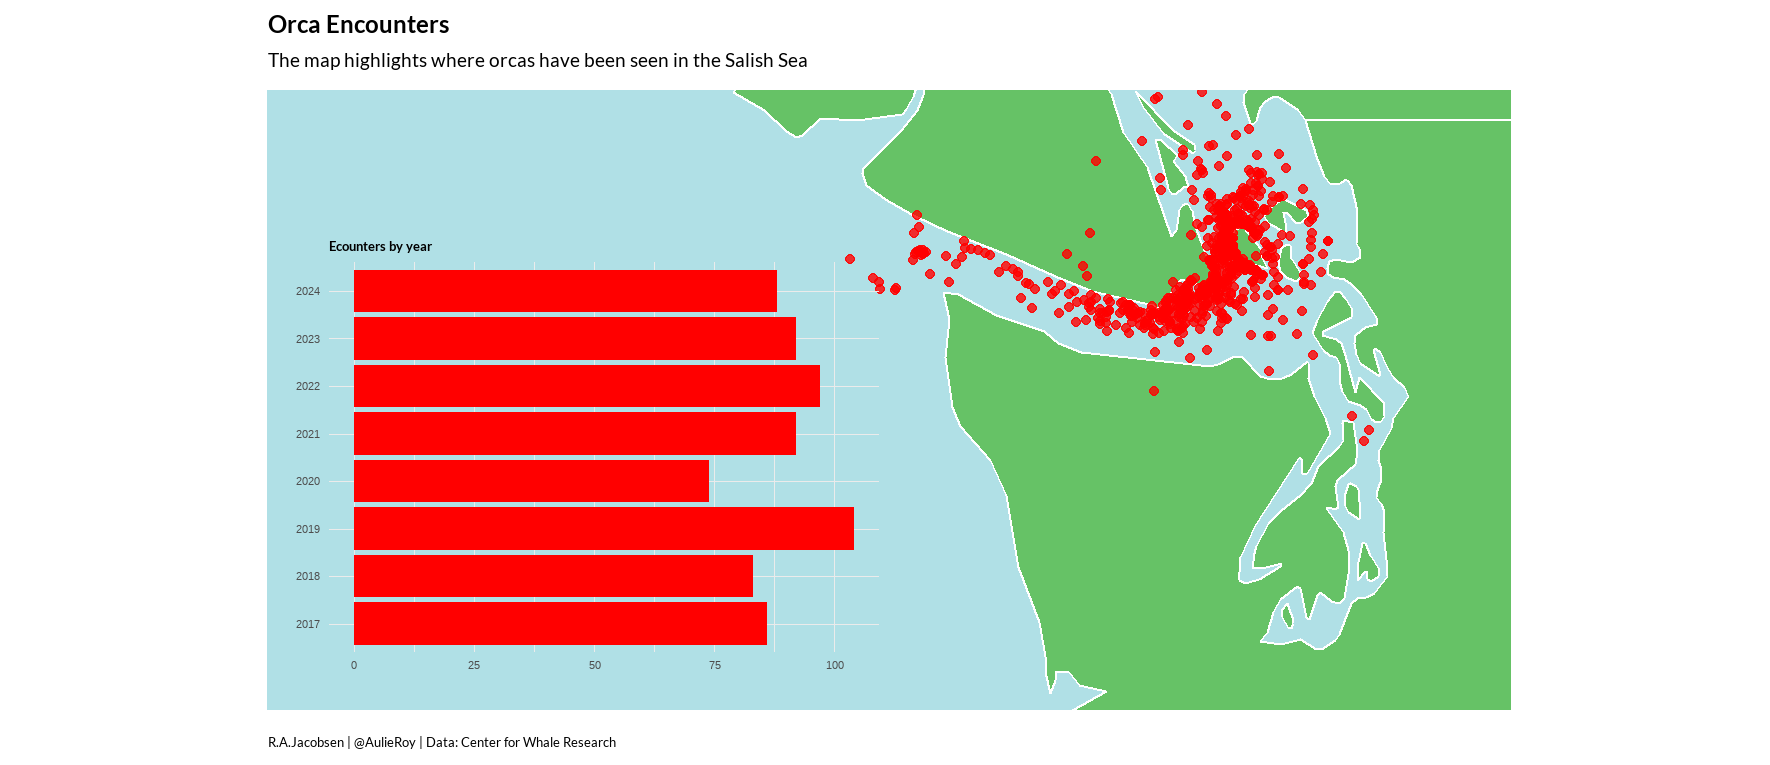 Orca Encounters
The map highlights where orcas have been seen in the Salish Sea
Ecounters by year
2024
2023
2022
2021
2020
2019
2018
2017
0 25 50 75 100
R.A.Jacobsen | @AulieRoy | Data: Center for Whale Research